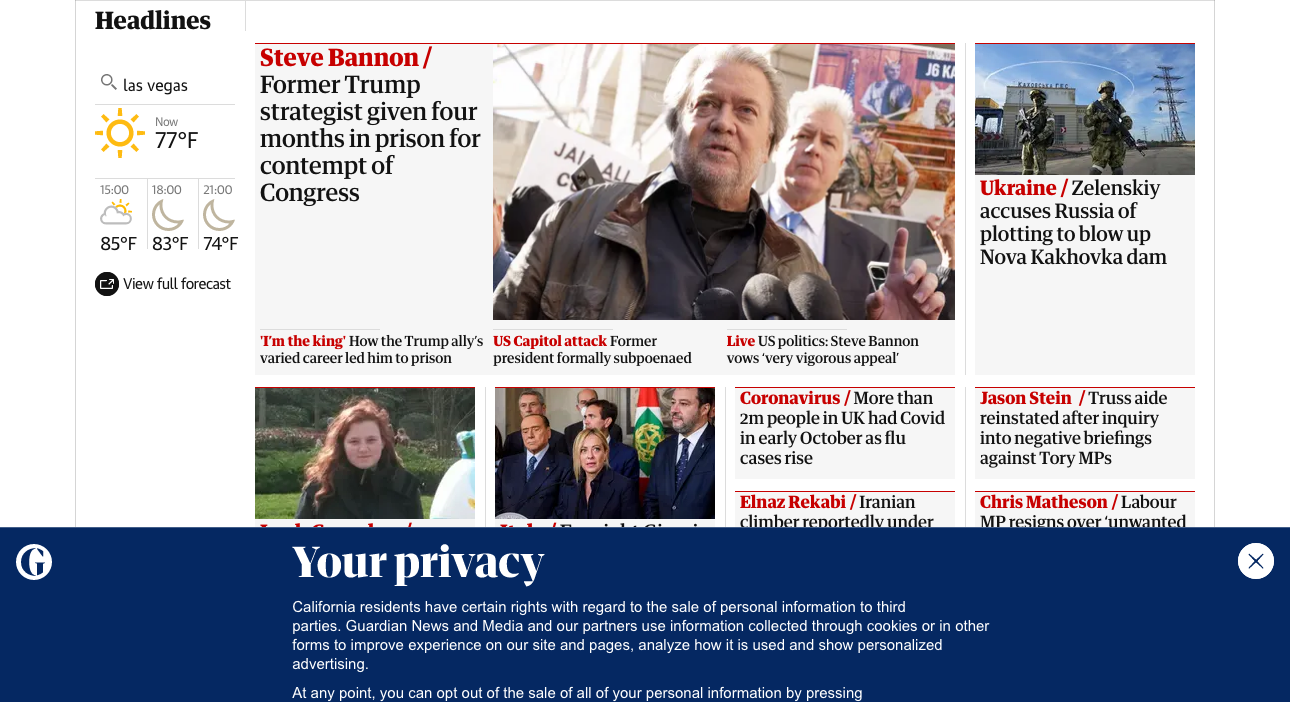 Headlines
las vegas
Now
77°F
15:00 18:00 21:00
85°F 83°F 74°F
View full forecast
Steve Bannon /
Former Trump
strategist given four
months in prison for
contempt of
Congress
JAIL
J6
'I'm the king' How the Trump ally's
varied career led him to prison
US Capitol attack Former
president formally subpoenaed
Live US politics: Steve Bannon
vows ‘very vigorous appeal’
Ukraine / Zelenskiy
accuses Russia of
plotting to blow up
Nova Kakhovka dam
Coronavirus / More than
2m people in UK had Covid
in early October as flu
cases rise
Jason Stein / Truss aide
reinstated after inquiry
into negative briefings
against Tory MPs
Elnaz Rekabi / Iranian
climber reportedly under
Chris Matheson / Labour
MP resigns over ‘unwanted
Your privacy
California residents have certain rights with regard to the sale of personal information to third
parties. Guardian News and Media and our partners use information collected through cookies or in other
forms to improve experience on our site and pages, analyze how it is used and show personalized
advertising.
At any point, you can opt out of the sale of all of your personal information by pressing